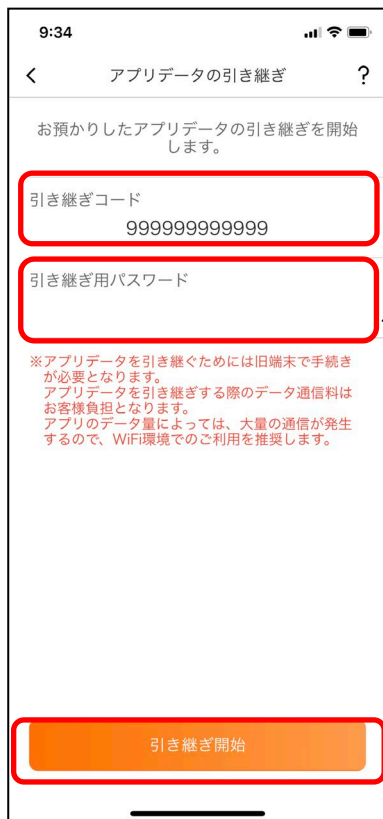 9:34
アプリデータの引き継ぎ ?
お預かりしたアプリデータの引き継ぎを開始
します。
引き継ぎコード
999999999999
引き継ぎ用パスワード
※アプリデータを引き継ぐためには旧端末で手続き
が必要となります。
アプリデータを引き継ぎする際のデータ通信料は
お客様負担となります。
アプリのデータ量によっては、大量の通信が発生
するので、WiFi環境でのご利用を推奨します。
引き継ぎ開始